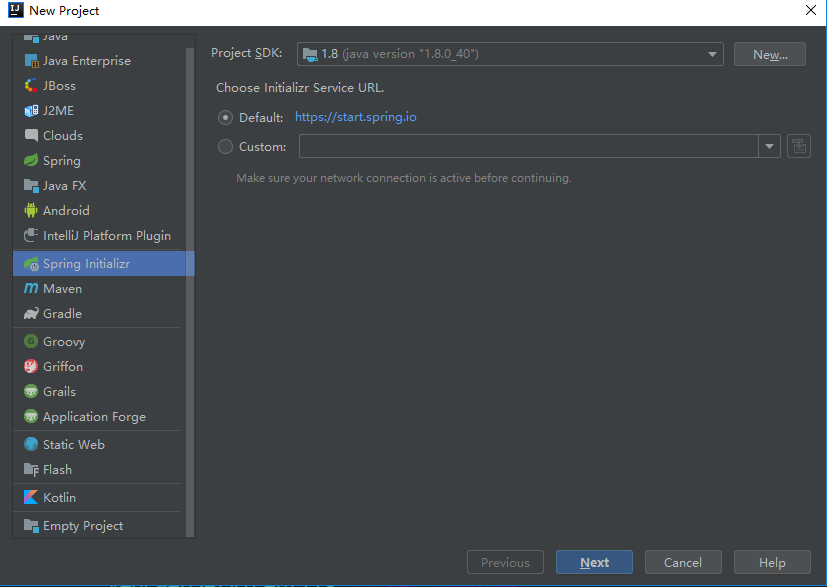 New Project
Java
Java Enterprise
JBoss
J2ME
Clouds
Spring
Java FX
Android
IntelliJ Platform Plugin
Spring Initializr
Maven
Gradle
Groovy
Griffon
Grails
Application Forge
Static Web
Flash
Kotlin
Empty Project
Project SDK: 1.8 (java version "1.8.0_40") New...
Choose Initializr Service URL.
Default: https://start.spring.io
Custom:
Make sure your network connection is active before continuing.
Previous Next Cancel Help